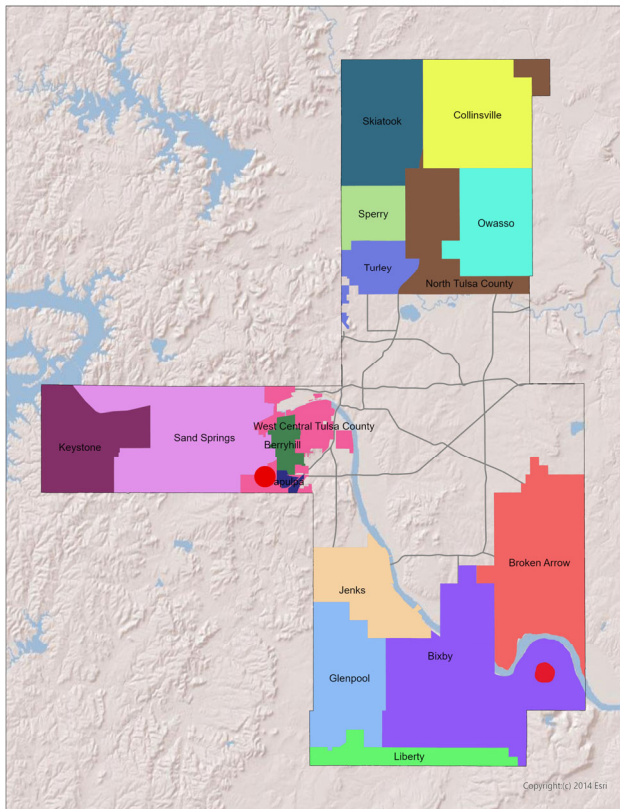 Skiatook
Collinsville
Sperry
Owasso
Turley
North Tulsa County
West Central Tulsa County
Keystone
Sand Springs
Berryhill
Broken Arrow
Jenks
Bixby
Glenpool
Liberty
Copyright:(c) 2014 Esri